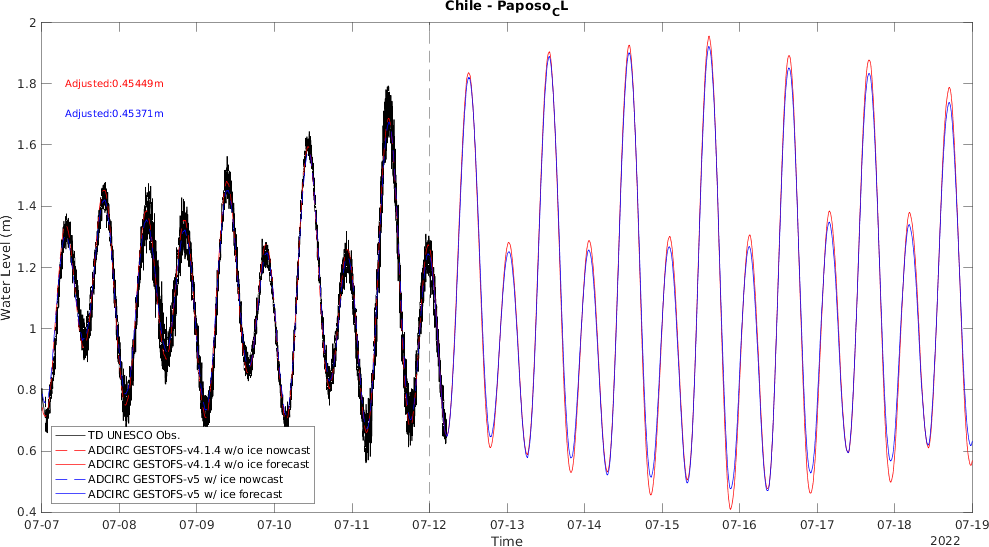 Chile - Paposo_CL
2
1.8
1.6
1.4
1.2
1
0.8
0.6
0.4
Water Level (m)
Adjusted:0.45449m
Adjusted:0.45371m
TD UNESCO Obs.
ADCIRC GESTOFS-v4.1.4 w/o ice nowcast
ADCIRC GESTOFS-v4.1.4 w/o ice forecast
ADCIRC GESTOFS-v5 w/ ice nowcast
ADCIRC GESTOFS-v5 w/ ice forecast
07-07 07-08 07-09 07-10 07-11 07-12 07-13 07-14 07-15 07-16 07-17 07-18 07-19
Time
2022